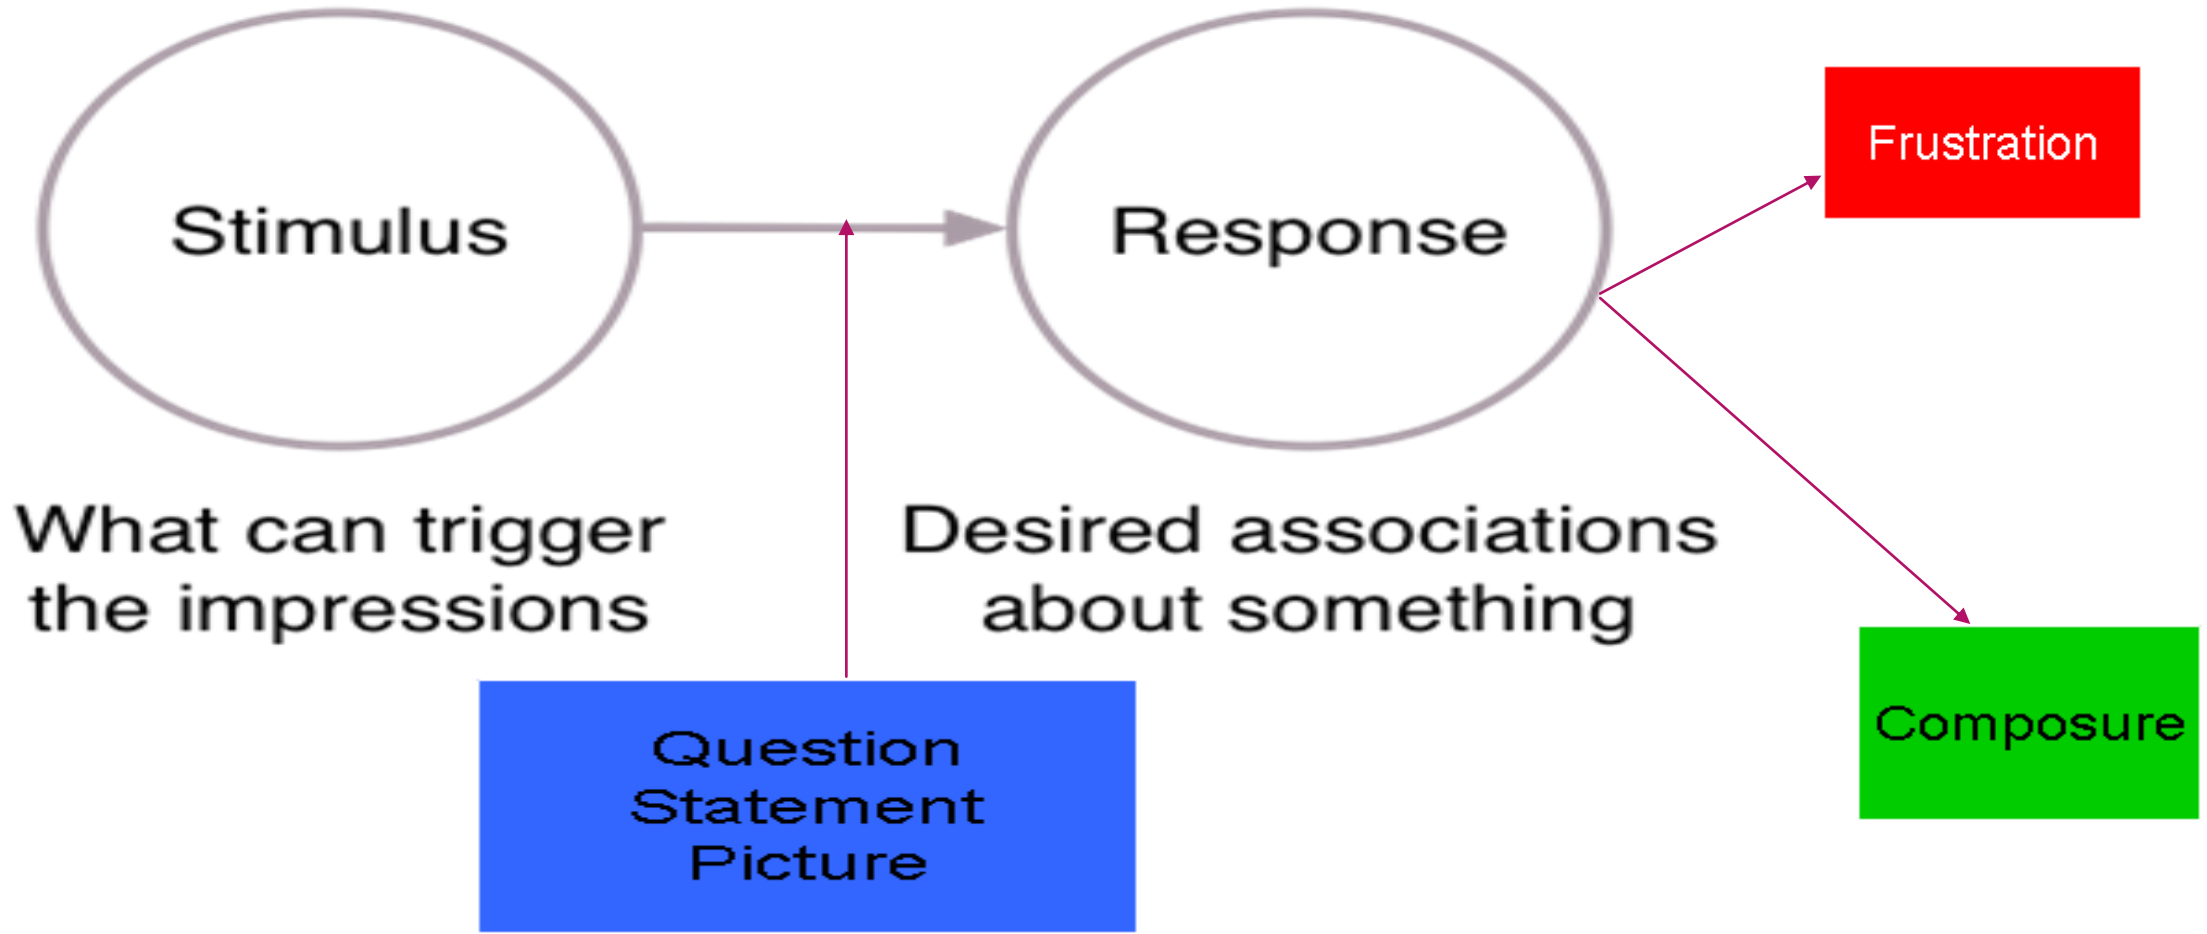 Stimulus
Response
Frustration
What can trigger
the impressions
Desired associations
about something
Question
Statement
Picture
Composure